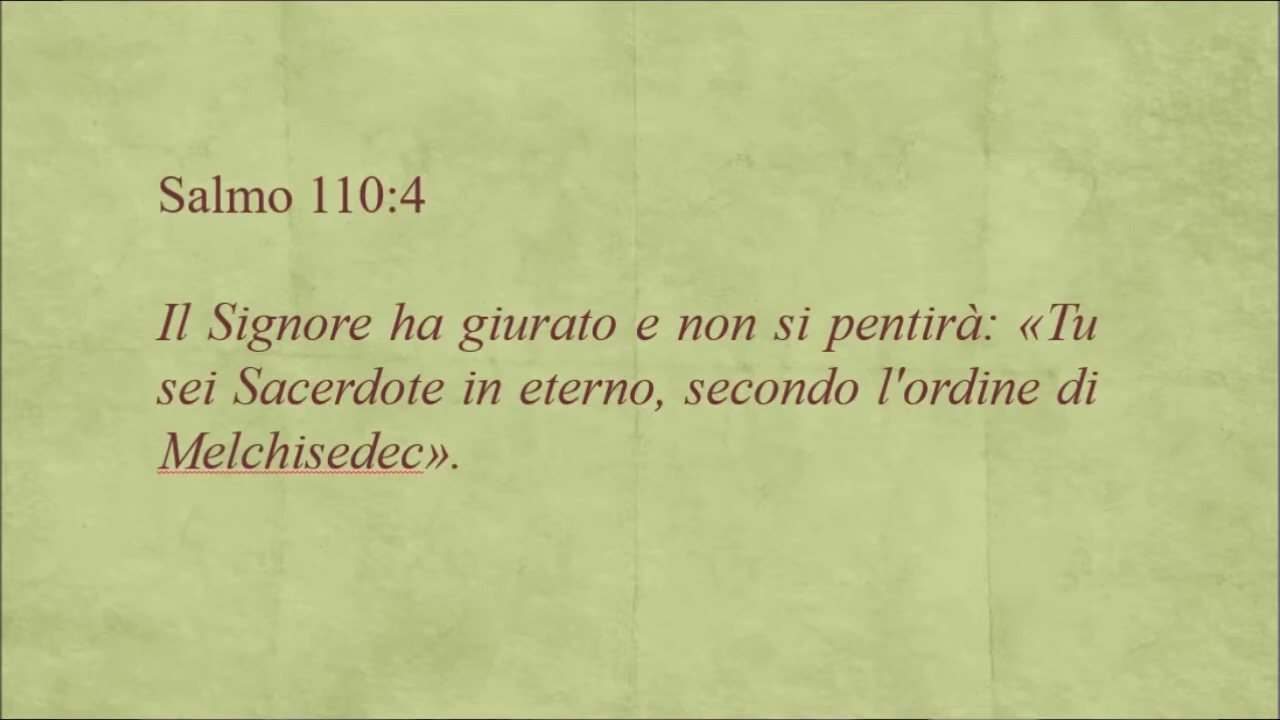 Salmo 110:4
Il Signore ha giurato e non si pentirà: «Tu
sei Sacerdote in eterno, secondo l'ordine di
Melchisedec».